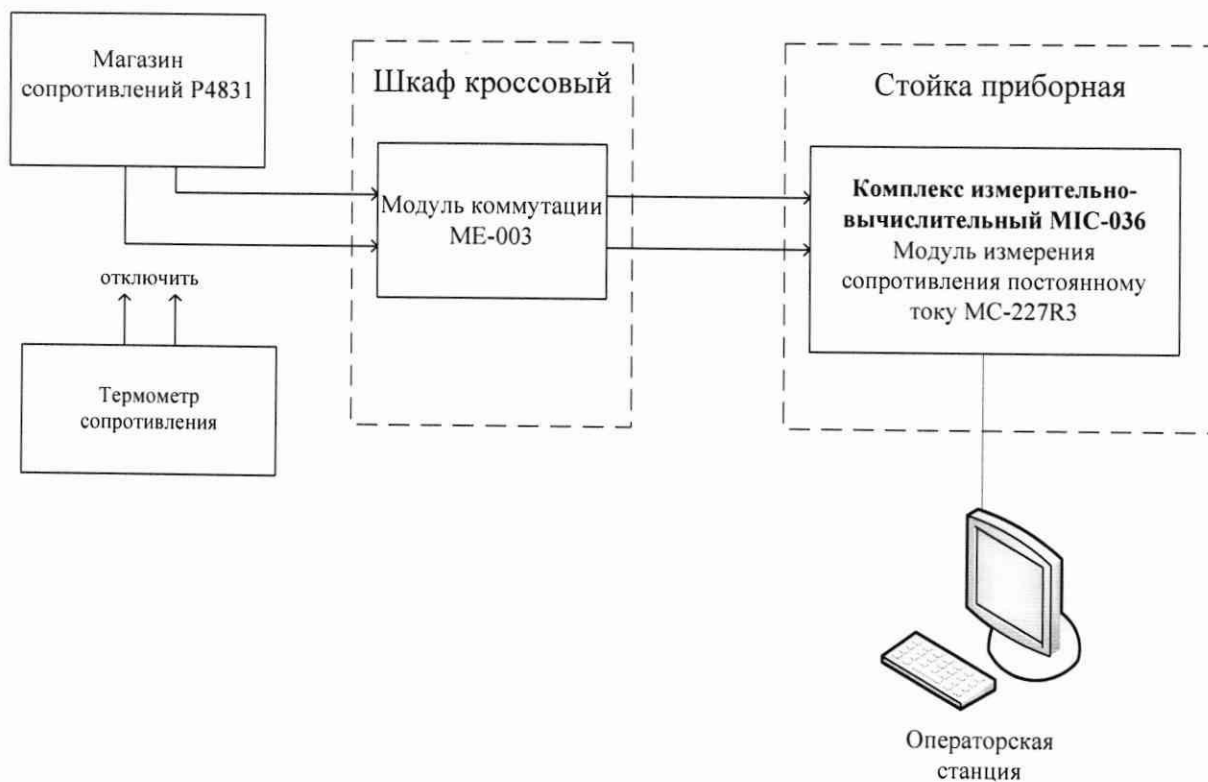 Магазин
сопротивлений Р4831
Шкаф кроссовый
Стойка приборная
Модуль коммутации
МЕ-003
Комплекс измерительно-
вычислительный MIC-036
Модуль измерения
сопротивления постоянному
току МС-227R3
отключить
Термометр
сопротивления
Операторская
станция